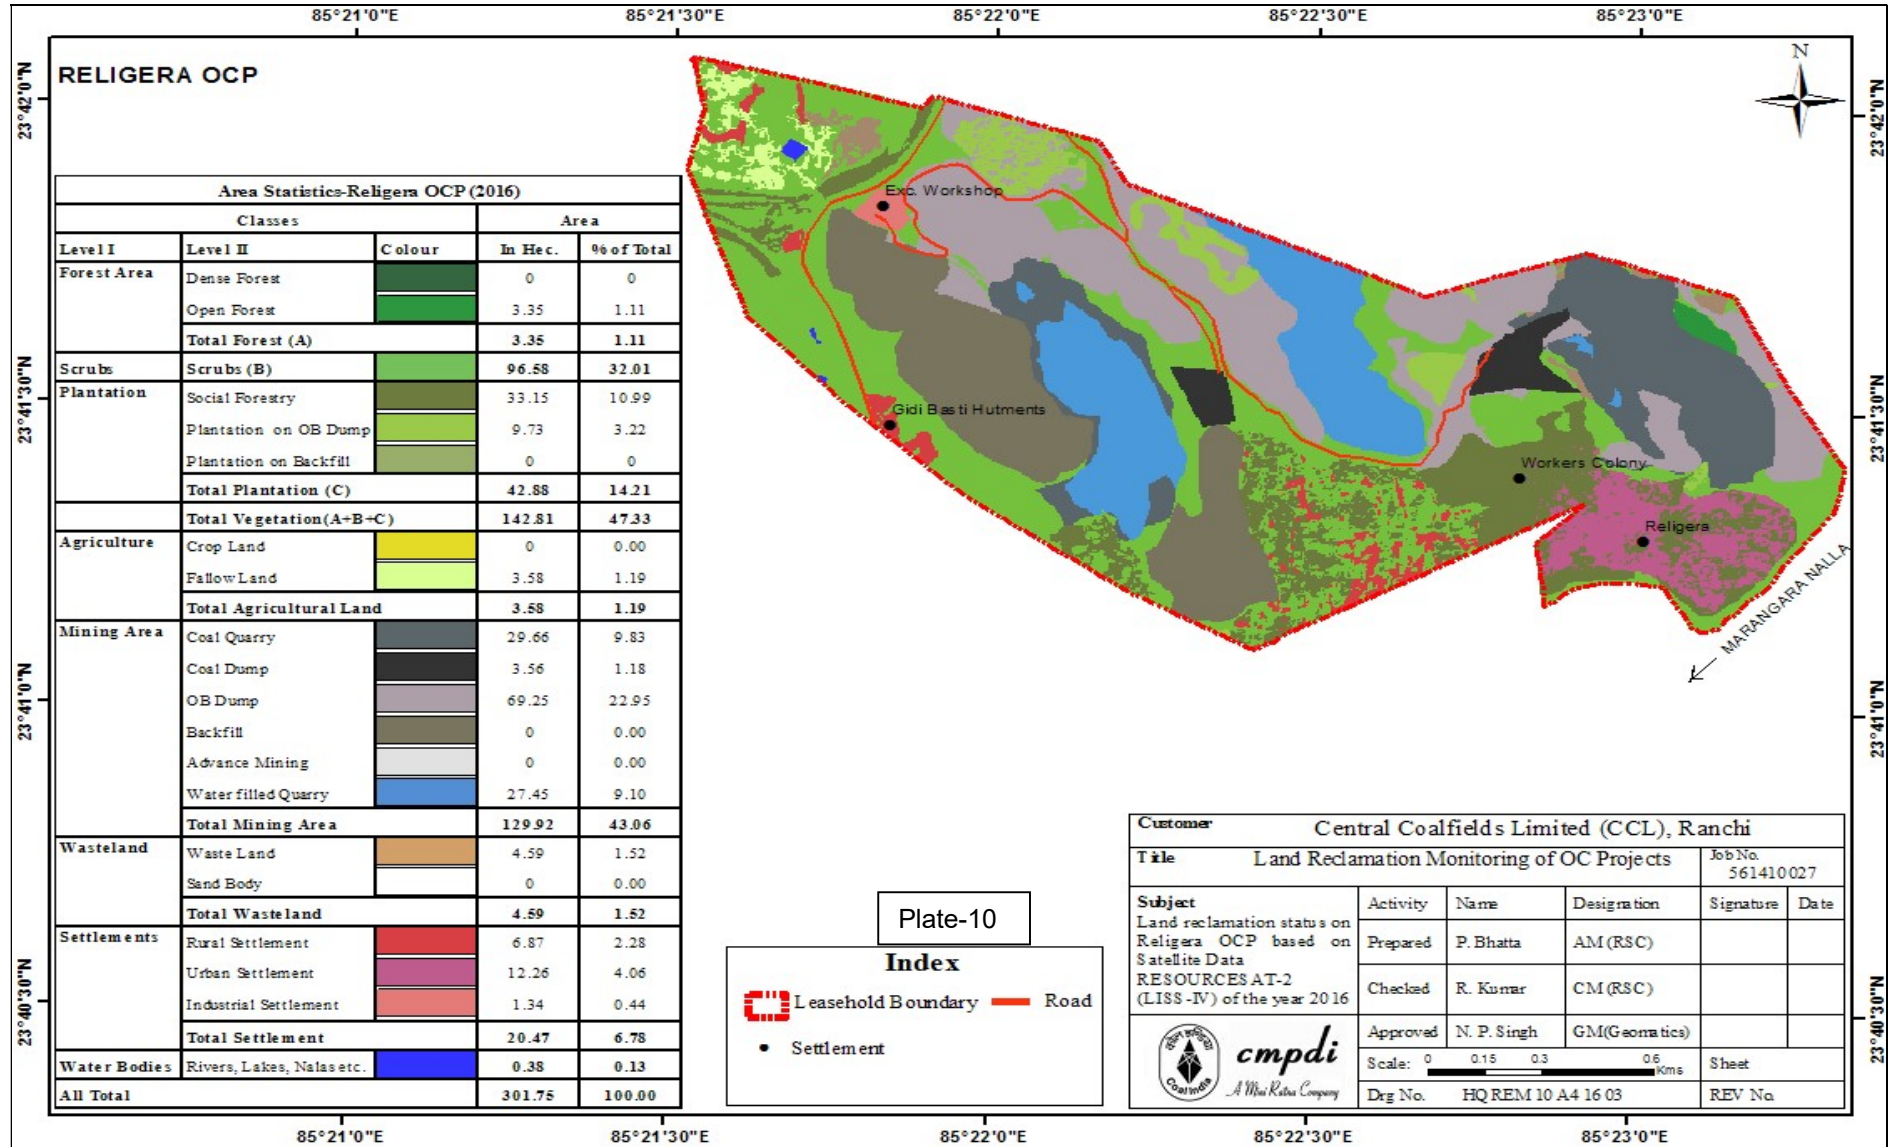 85°21'0"E 85°21'30"E 85°22'0"E 85°22'30"E 85°23'0"E
RELIGERA OCP
N
23°42'0"N 23°42'0"N
23°41'30"N 23°41'30"N
23°41'0"N 23°41'0"N
23°40'30"N 23°40'30"N
Area Statistics-Religera OCP (2016)
Classes Area
Level I Level II Colour In Hec. % of Total
Forest Area Dense Forest 0 0
Open Forest 3.35 1.11
Total Forest (A) 3.35 1.11
Scrubs Scrubs (B) 96.58 32.01
Plantation Social Forestry 33.15 10.99
Plantation on OB Dump 9.73 3.22
Plantation on Backfill 0 0
Total Plantation (C) 42.88 14.21
Total Vegetation(A+B+C) 142.81 47.33
Agriculture Crop Land 0 0.00
Fallow Land 3.58 1.19
Total Agricultural Land 3.58 1.19
Mining Area Coal Quarry 29.66 9.83
Coal Dump 3.56 1.18
OB Dump 69.25 22.95
Backfill 0 0.00
Advance Mining 0 0.00
Water filled Quarry 27.45 9.10
Total Mining Area 129.92 43.06
Wasteland Waste Land 4.59 1.52
Sand Body 0 0.00
Total Wasteland 4.59 1.52
Settlements Rural Settlement 6.87 2.28
Urban Settlement 12.26 4.06
Industrial Settlement 1.34 0.44
Total Settlement 20.47 6.78
Water Bodies Rivers, Lakes, Nalas etc. 0.38 0.13
All Total 301.75 100.00
Exc. Workshop
Gidi Basti Hutments
Workers Colony
Religera
MARANGARA NALLA
Plate-10
Index
Leasehold Boundary Road
Settlement
Customer Central Coalfields Limited (CCL), Ranchi
Title Land Reclamation Monitoring of OC Projects Job No. 561410027
Subject
Land reclamation status on
Religera OCP based on
Satellite Data
RESOURCESAT-2
(LISS-IV) of the year 2016
Activity Name Designation Signature Date
Prepared P. Bhatta AM (RSC)
Checked R. Kumar CM (RSC)
Approved N. P. Singh GM(Geomatics)
Scale: 0 0.15 0.3 0.6 Kms Sheet
Drg No. HQ REM 10 A4 16 03 REV No.
Coal India
cmpdi
A Mini Ratna Company
85°21'0"E 85°21'30"E 85°22'0"E 85°22'30"E 85°23'0"E